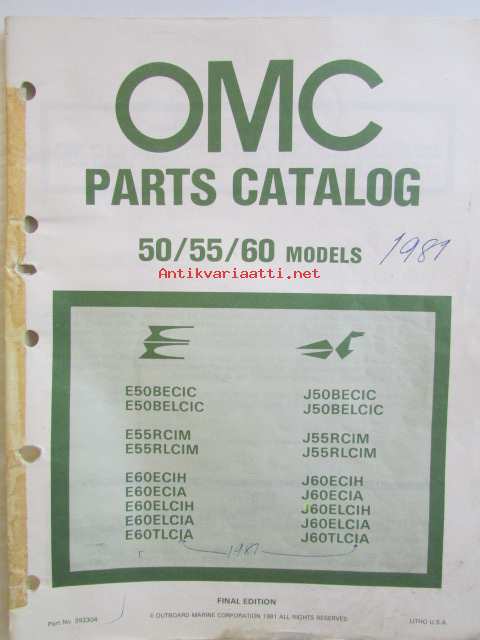 OMC
PARTS CATALOG
50/55/60 MODELS 1981
Antikvariaatti.net
E50BECIC J50BECIC
E50BELCIC J50BELCIC
E55RCIM J55RCIM
E55RLCIM J55RLCIM
E60ECIH J60ECIH
E60ECIA J60ECIA
E60ELCIH J60ELCIH
E60ELCIA J60ELCIA
E60TLCIA J60TLCIA
1981
FINAL EDITION
© OUTBOARD MARINE CORPORATION 1981 ALL RIGHTS RESERVED
Part No. LITHO U.S.A.